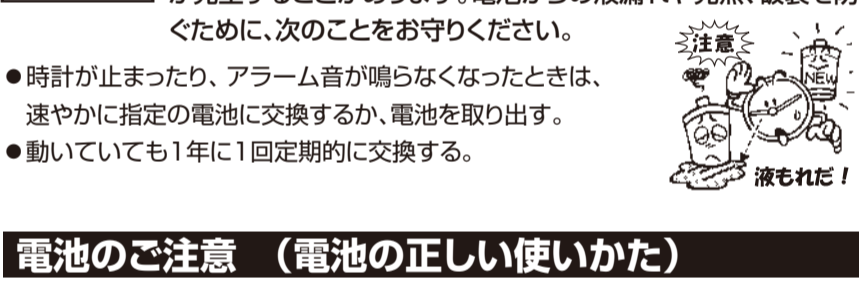 ぐために、次のことをお守りください。
●時計が止まったり、アラーム音が鳴らなくなったときは、
速やかに指定の電池に交換するか、電池を取り出す。
●動いていても1年に1回定期的に交換する。
注意
NEW
液もれだ！
電池のご注意 （電池の正しい使いかた）